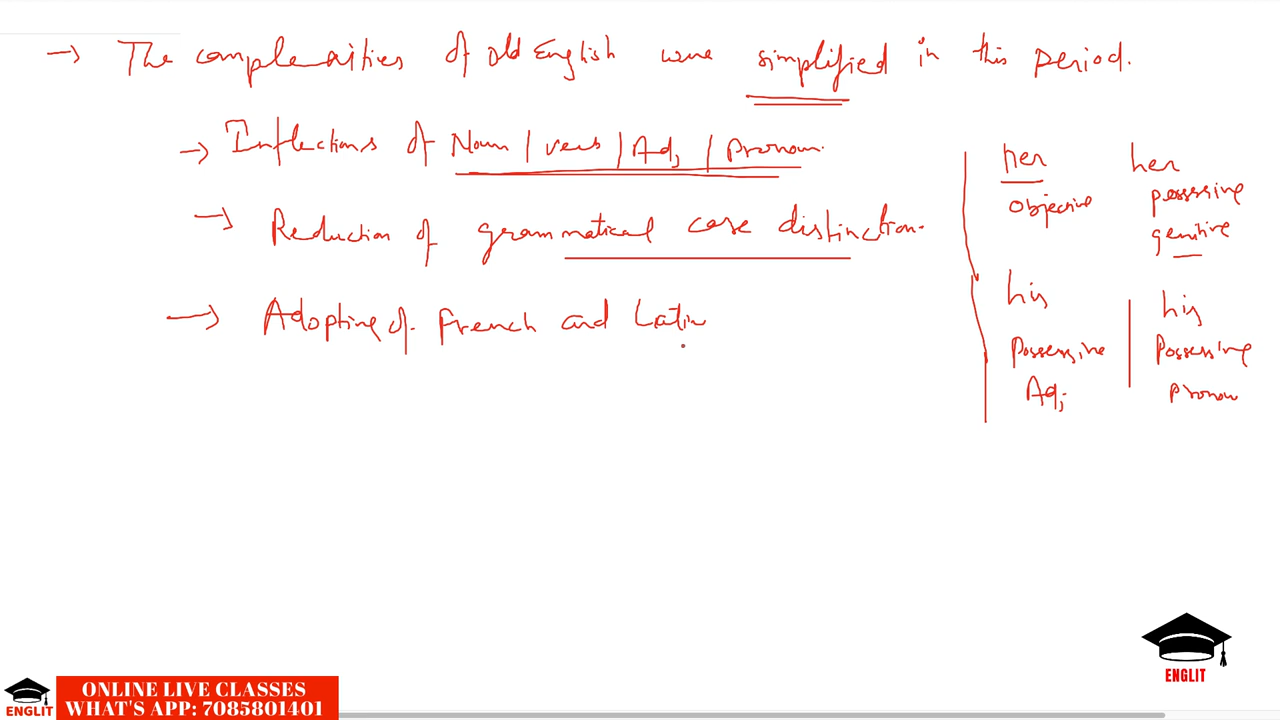 → The complexities of Old English were simplified in this period.
→ Inflections of Noun / verb / Adj / Pronoun.
→ Reduction of grammatical case distinction.
→ Adopting of French and Latin
her her
objective possessive
genitive
his his
Possessive Possessive
Adj Pronoun
ENGLIT
ENGLIT
ONLINE LIVE CLASSES
WHAT'S APP: 7085801401